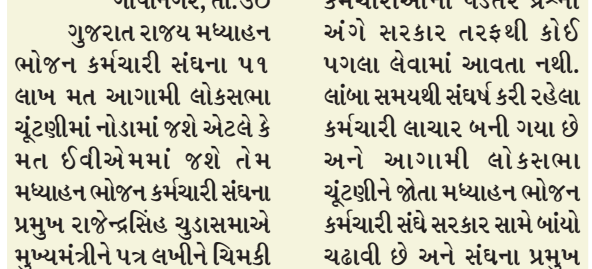 ગુજરાત રાજ્ય મધ્યાહન
ભોજન કર્મચારી સંઘના પ૧
લાખ મત આગામી લોકસભા
ચૂંટણીમાં નોડામાં જશે એટલે કે
મત ઈવીએમમાં જશે તેમ
મધ્યાહન ભોજન કર્મચારી સંઘના
પ્રમુખ રાજેન્દ્રસિંહ ચુડાસમાએ
મુખ્યમંત્રીને પત્ર લખીને ચિમકી
અંગે સરકાર તરફથી કોઈ
પગલા લેવામાં આવતા નથી.
લાંબા સમયથી સંઘર્ષ કરી રહેલા
કર્મચારી લાચાર બની ગયા છે
અને આગામી લોકસભા
ચૂંટણીને જોતા મધ્યાહન ભોજન
કર્મચારી સંઘે સરકાર સામે બાંયો
ચઢાવી છે અને સંઘના પ્રમુખ